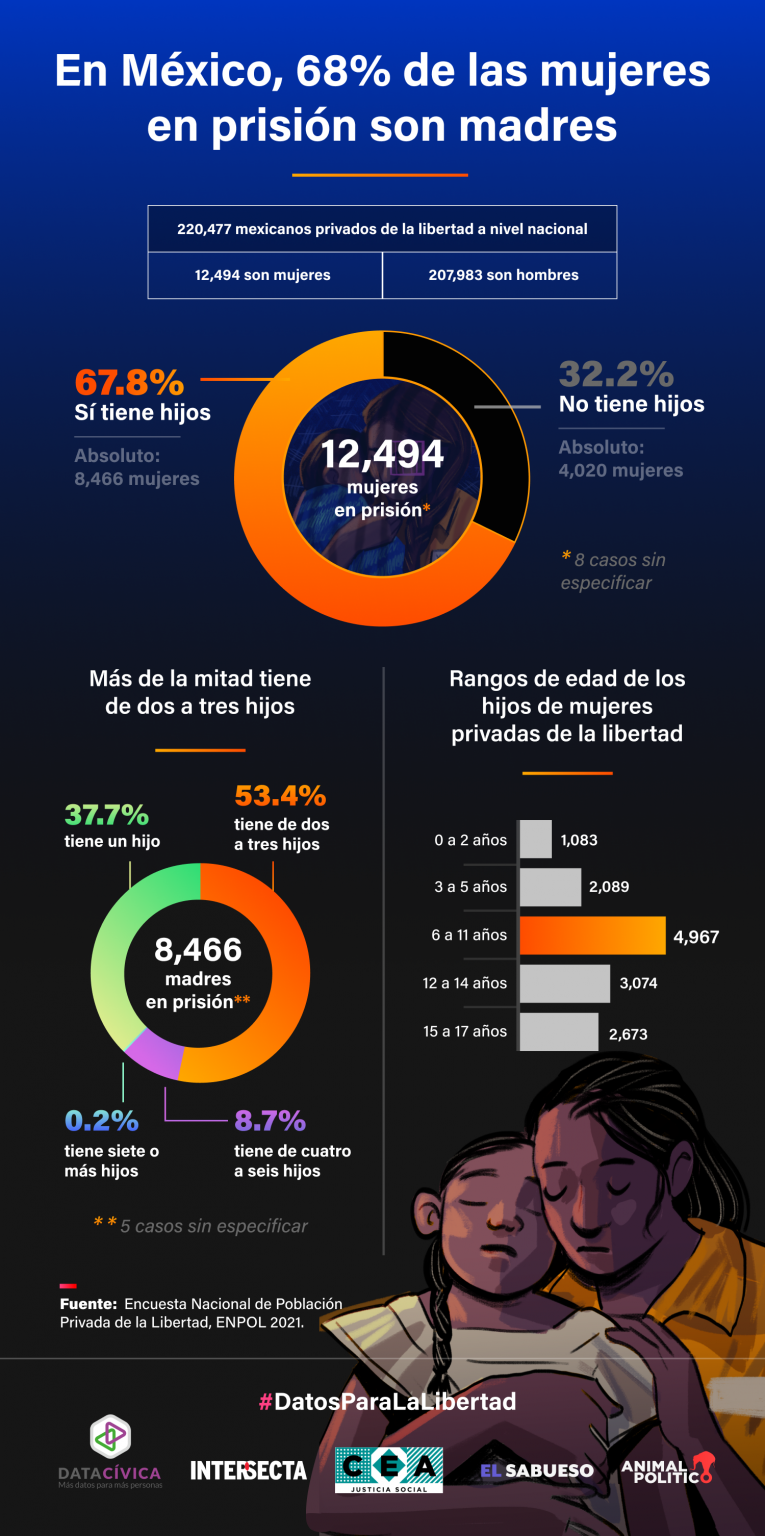 En México, 68% de las mujeres
en prisión son madres
220,477 mexicanos privados de la libertad a nivel nacional
12,494 son mujeres
207,983 son hombres
67.8%
Sí tiene hijos
Absoluto:
8,466 mujeres
12,494
mujeres
en prisión*
32.2%
No tiene hijos
Absoluto:
4,020 mujeres
* 8 casos sin
especificar
Más de la mitad tiene
de dos a tres hijos
37.7%
tiene un hijo
53.4%
tiene de dos
a tres hijos
8,466
madres
en prisión**
0.2%
tiene siete o
más hijos
8.7%
tiene de cuatro
a seis hijos
** 5 casos sin especificar
Rangos de edad de los
hijos de mujeres
privadas de la libertad
0 a 2 años 1,083
3 a 5 años 2,089
6 a 11 años 4,967
12 a 14 años 3,074
15 a 17 años 2,673
Fuente: Encuesta Nacional de Población
Privada de la Libertad, ENPOL 2021.
#DatosParaLaLibertad
DATACÍVICA
Más datos para más personas
INTERSECTA
CEA
JUSTICIA SOCIAL
EL SABUESO
ANIMAL
POLITICO